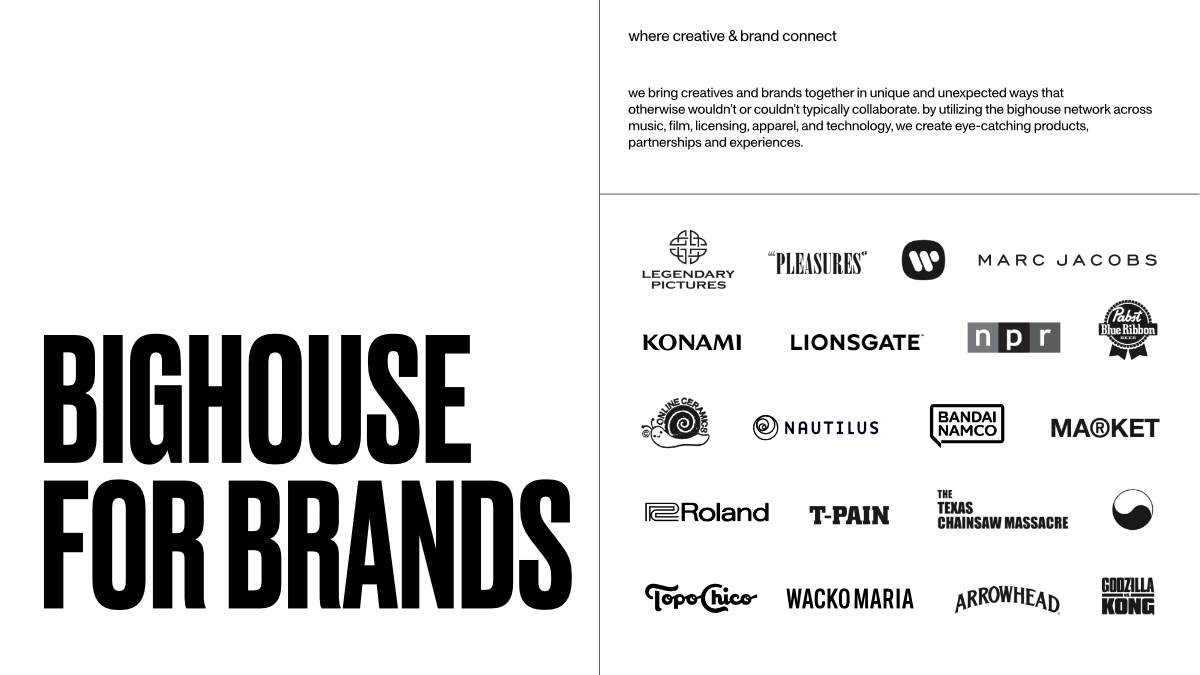 where creative & brand connect
we bring creatives and brands together in unique and unexpected ways that
otherwise wouldn't or couldn't typically collaborate. by utilizing the bighouse network across
music, film, licensing, apparel, and technology, we create eye-catching products,
partnerships and experiences.
BIGHOUSE
FOR BRANDS
LEGENDARY
PICTURES
"PLEASURES"
MARC JACOBS
KONAMI
LIONSGATE
npr
Pabst
Blue Ribbon
BEER
ONLINE CERAMICS
©
NAUTILUS
BANDAI
NAMCO
MA®KET
Roland
T-PAIN
THE
TEXAS
CHAINSAW MASSACRE
Topo Chico
WACKO MARIA
ARROWHEAD
GODZILLA
VS.
KONG